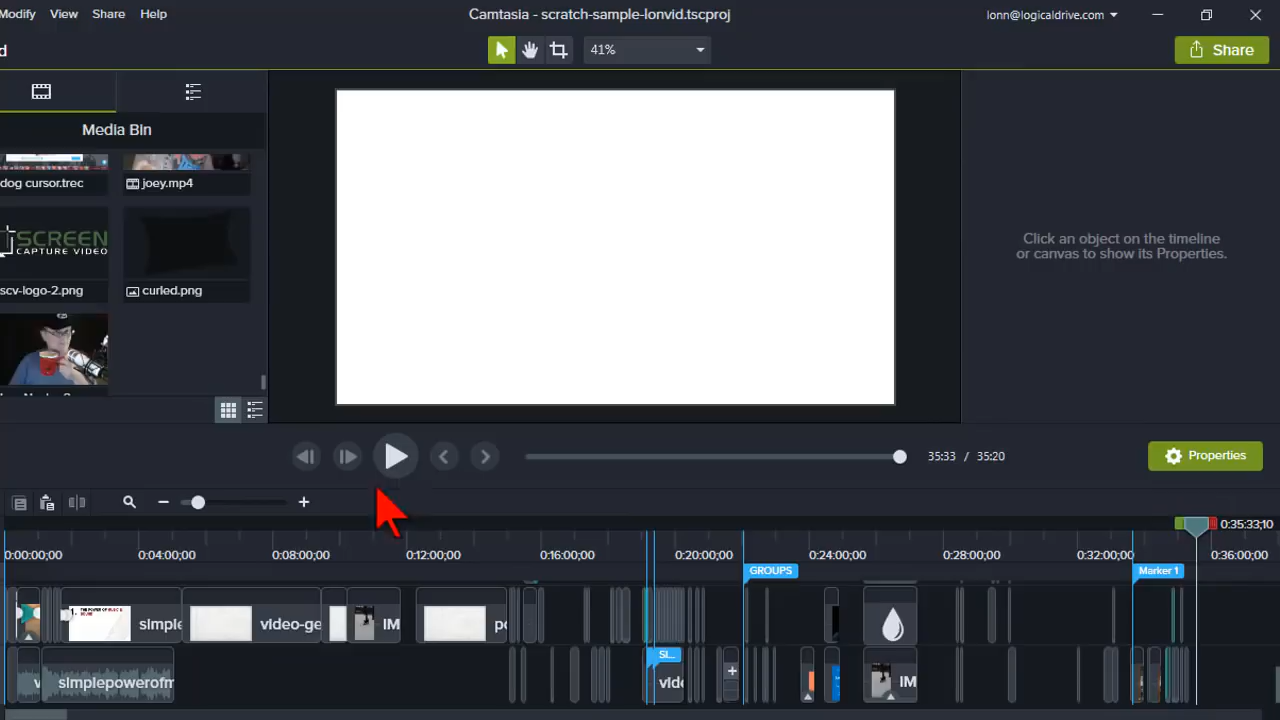 Modify View Share Help
Camtasia - scratch-sample-lonvid.tscproj
lonn@logicaldrive.com
41%
Share
Media Bin
dog cursor.trec
joey.mp4
SCREEN
CAPTURE VIDEO
scv-logo-2.png
curled.png
Click an object on the timeline
or canvas to show its Properties.
35:33 / 35:20
Properties
0:35:33;10
0:00:00;00 0:04:00;00 0:08:00;00 0:12:00;00 0:16:00;00 0:20:00;00 0:24:00;00 0:28:00;00 0:32:00;00 0:36:00;00
GROUPS
Marker 1
simple
video-ge
IM
po
SI...
v
simplepowerofm
vide
IM